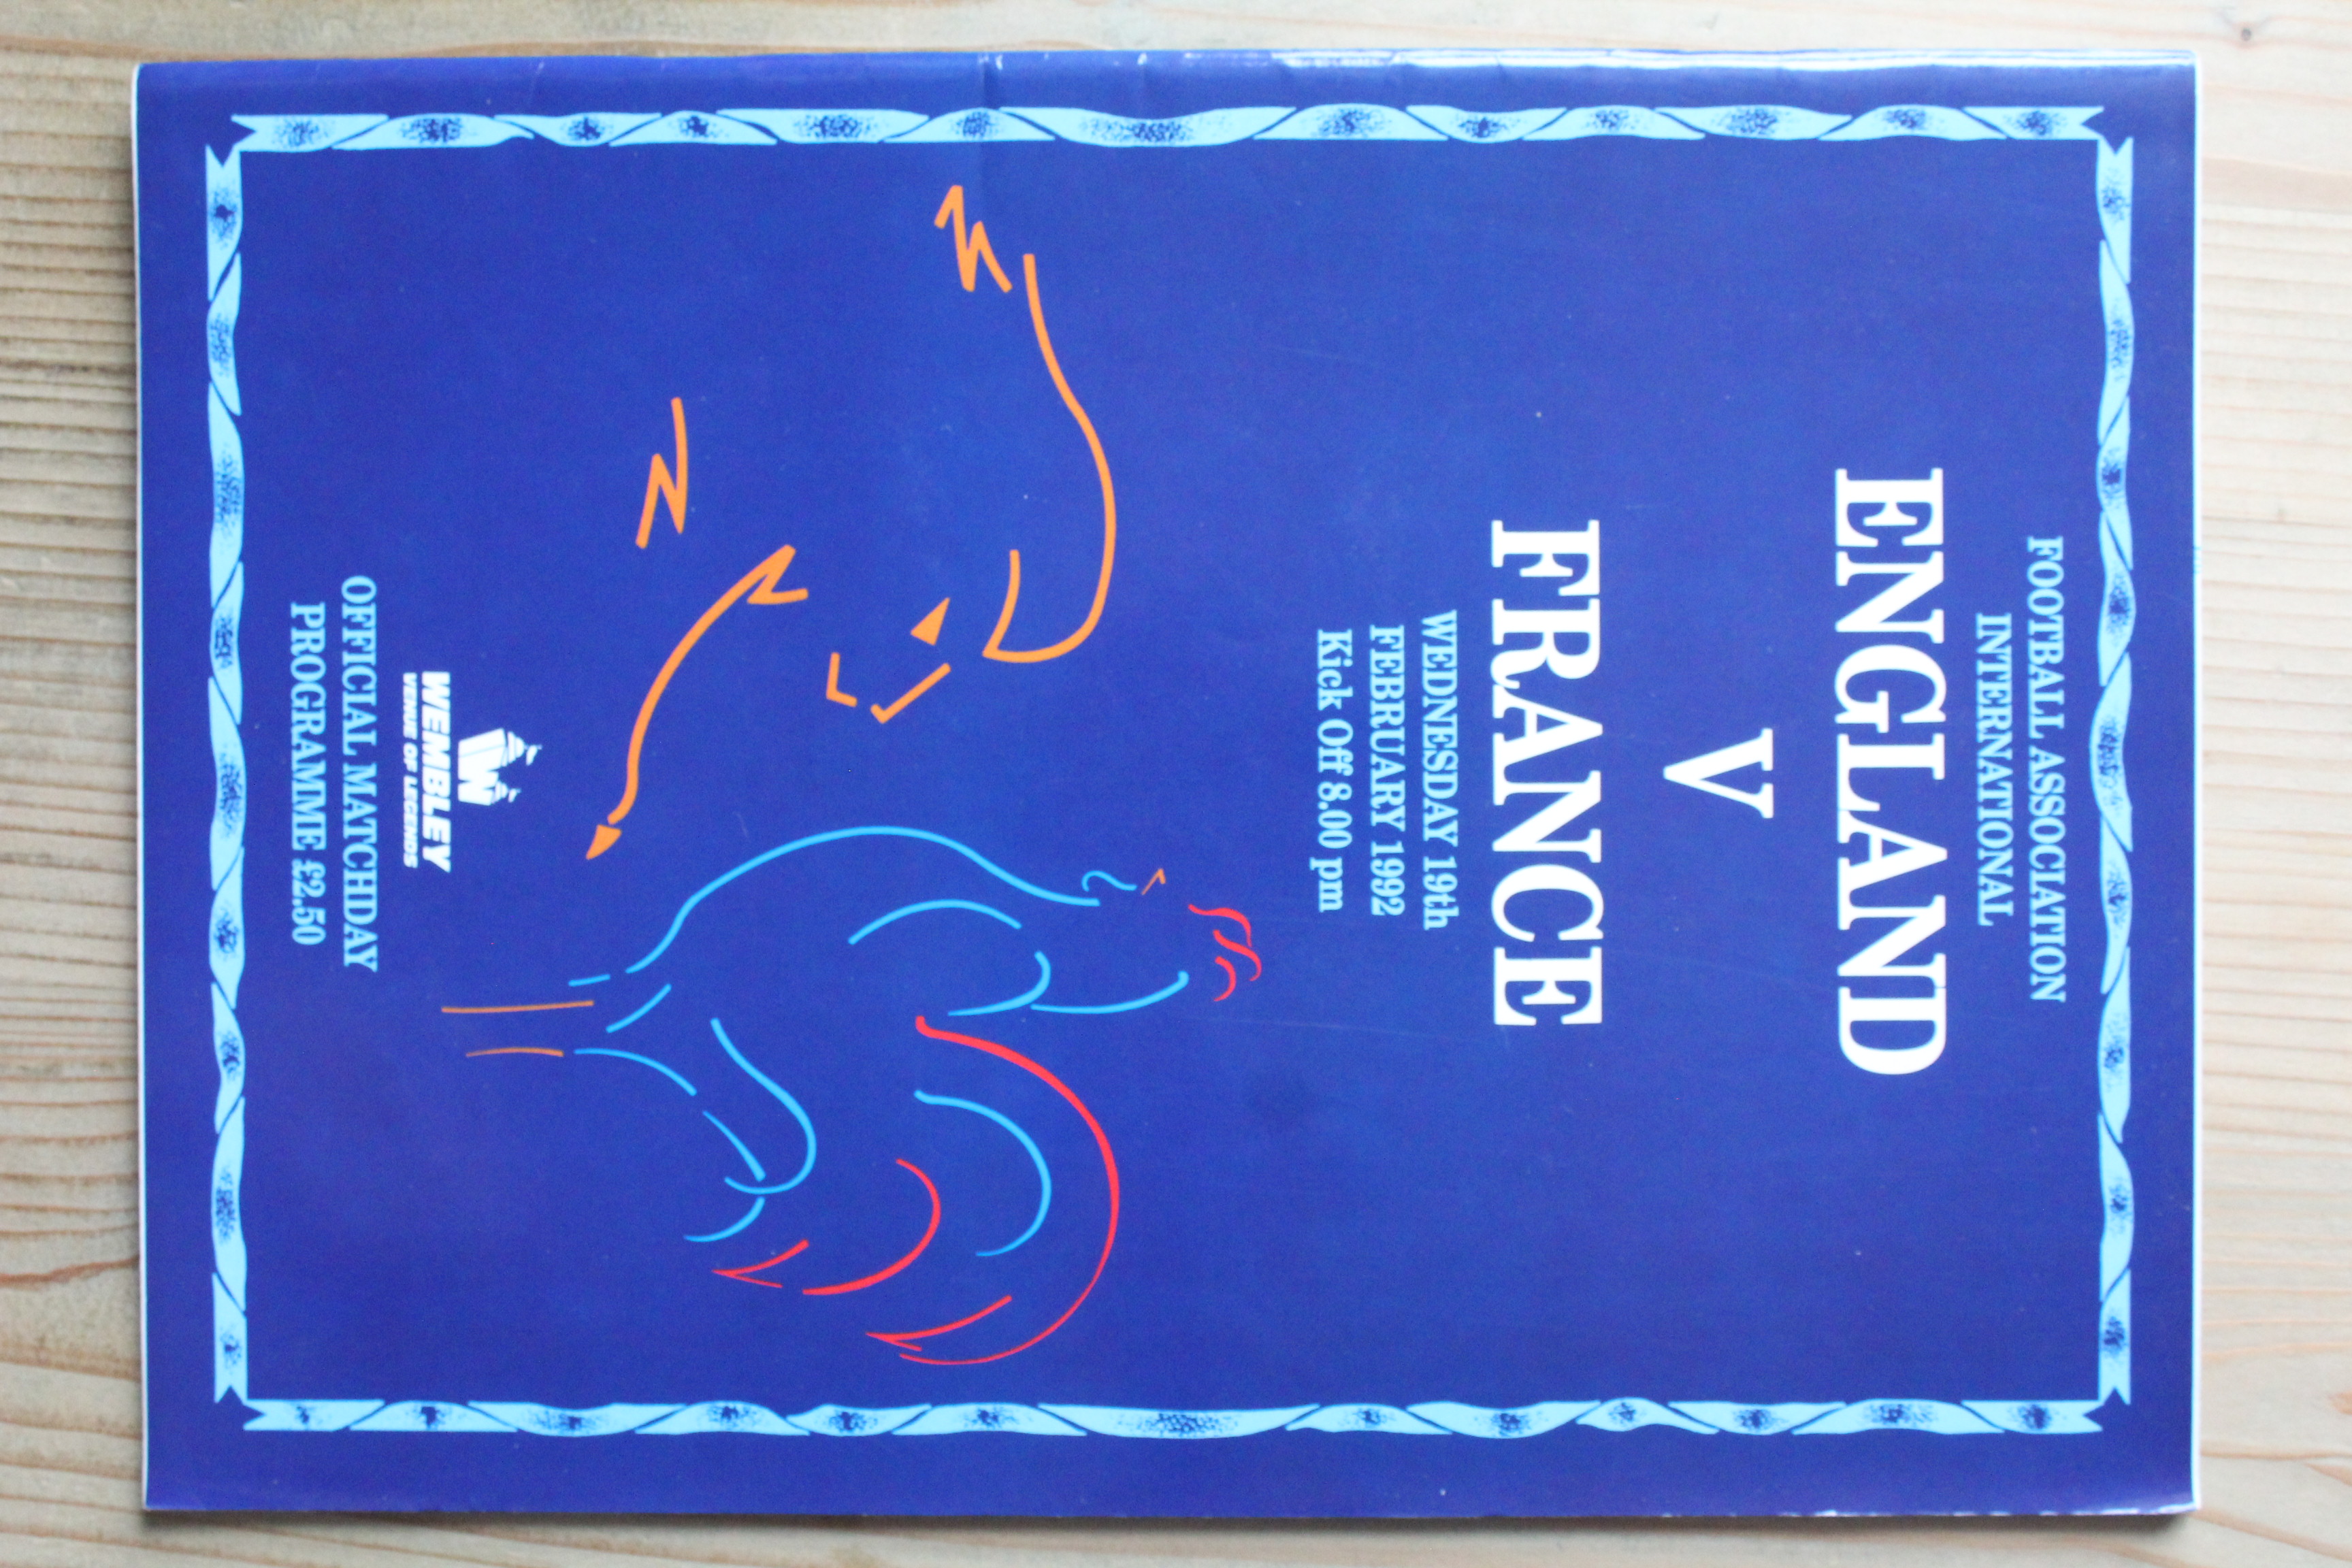 FOOTBALL ASSOCIATION
INTERNATIONAL
ENGLAND
V
FRANCE
WEDNESDAY 19th
FEBRUARY 1992
Kick Off 8.00 pm
W
WEMBLEY
VENUE OF LEGENDS
OFFICIAL MATCHDAY
PROGRAMME £2.50